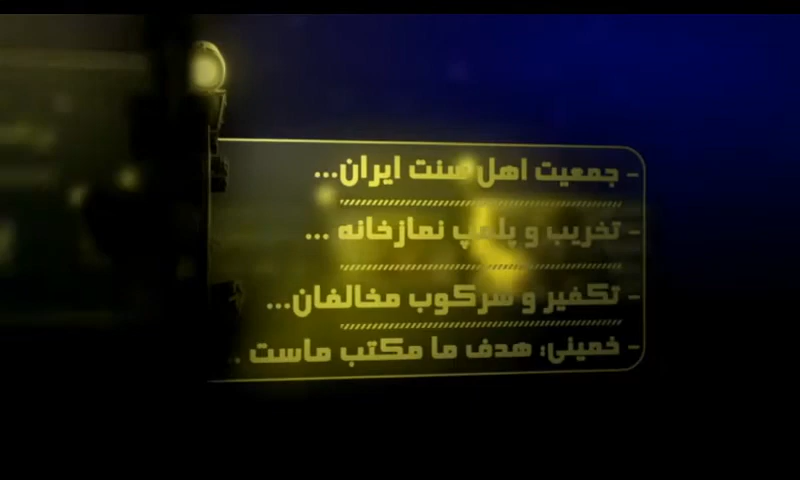 - جمعیت اهل سنت ایران...
- تخریب و پلمپ نمازخانه ...
- تکفیر و سرکوب مخالفان...
- خمینی: هدف ما مکتب ماست .